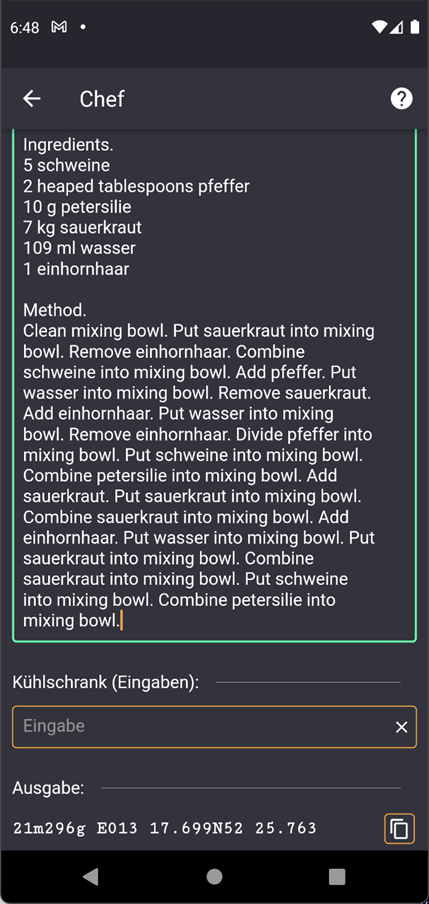 6:48
Chef
Ingredients.
5 schweine
2 heaped tablespoons pfeffer
10 g petersilie
7 kg sauerkraut
109 ml wasser
1 einhornhaar
Method.
Clean mixing bowl. Put sauerkraut into mixing
bowl. Remove einhornhaar. Combine
schweine into mixing bowl. Add pfeffer. Put
wasser into mixing bowl. Remove sauerkraut.
Add einhornhaar. Put wasser into mixing
bowl. Remove einhornhaar. Divide pfeffer into
mixing bowl. Put schweine into mixing bowl.
Combine petersilie into mixing bowl. Add
sauerkraut. Put sauerkraut into mixing bowl.
Combine sauerkraut into mixing bowl. Add
einhornhaar. Put wasser into mixing bowl. Put
sauerkraut into mixing bowl. Combine
sauerkraut into mixing bowl. Put schweine
into mixing bowl. Combine petersilie into
mixing bowl.
Kühlschrank (Eingaben):
Eingabe
Ausgabe:
21m296g E013 17.699N52 25.763